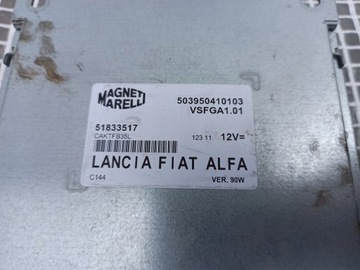 MAGNETI
MARELLI
503950410103
VSFGA1.01
51833517
CAKTFB35L
123 11 12V=
LANCIA FIAT ALFA
C144
VER. 90W